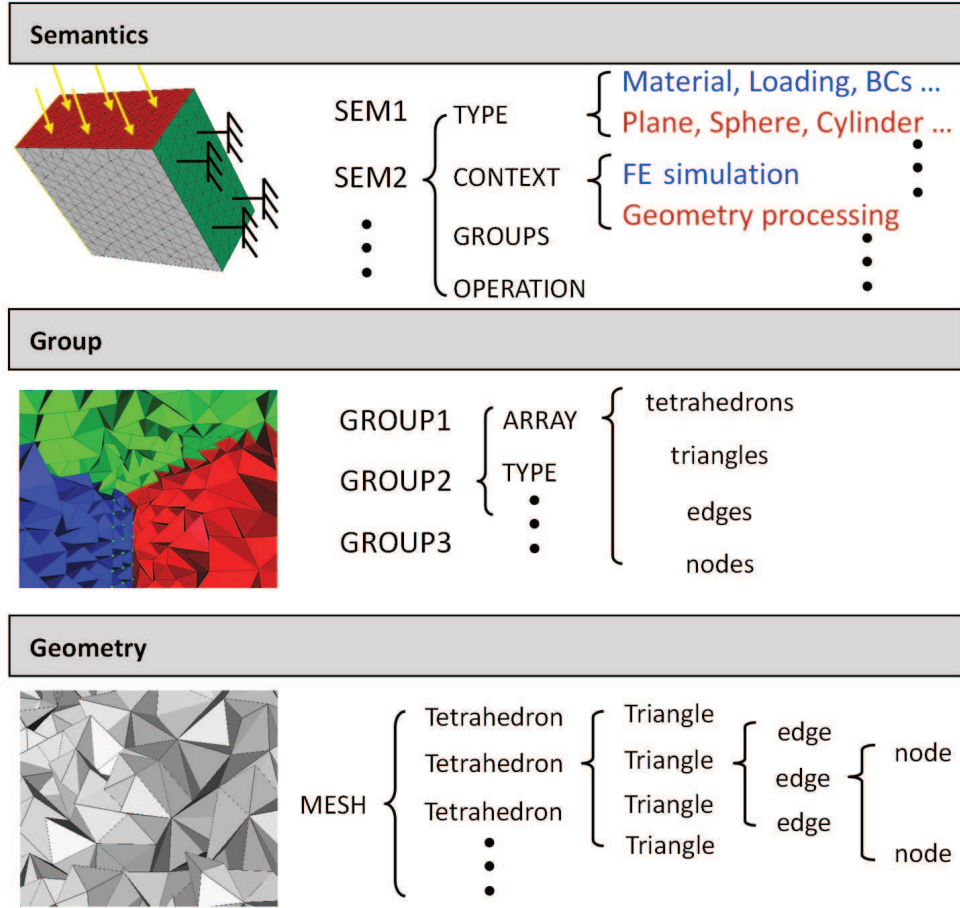 Semantics
SEM1
SEM2
TYPE
CONTEXT
GROUPS
OPERATION
Material, Loading, BCs ...
Plane, Sphere, Cylinder ...
FE simulation
Geometry processing
Group
GROUP1
GROUP2
GROUP3
ARRAY
TYPE
tetrahedrons
triangles
edges
nodes
Geometry
MESH
Tetrahedron
Tetrahedron
Tetrahedron
Triangle
Triangle
Triangle
Triangle
edge
edge
edge
node
node